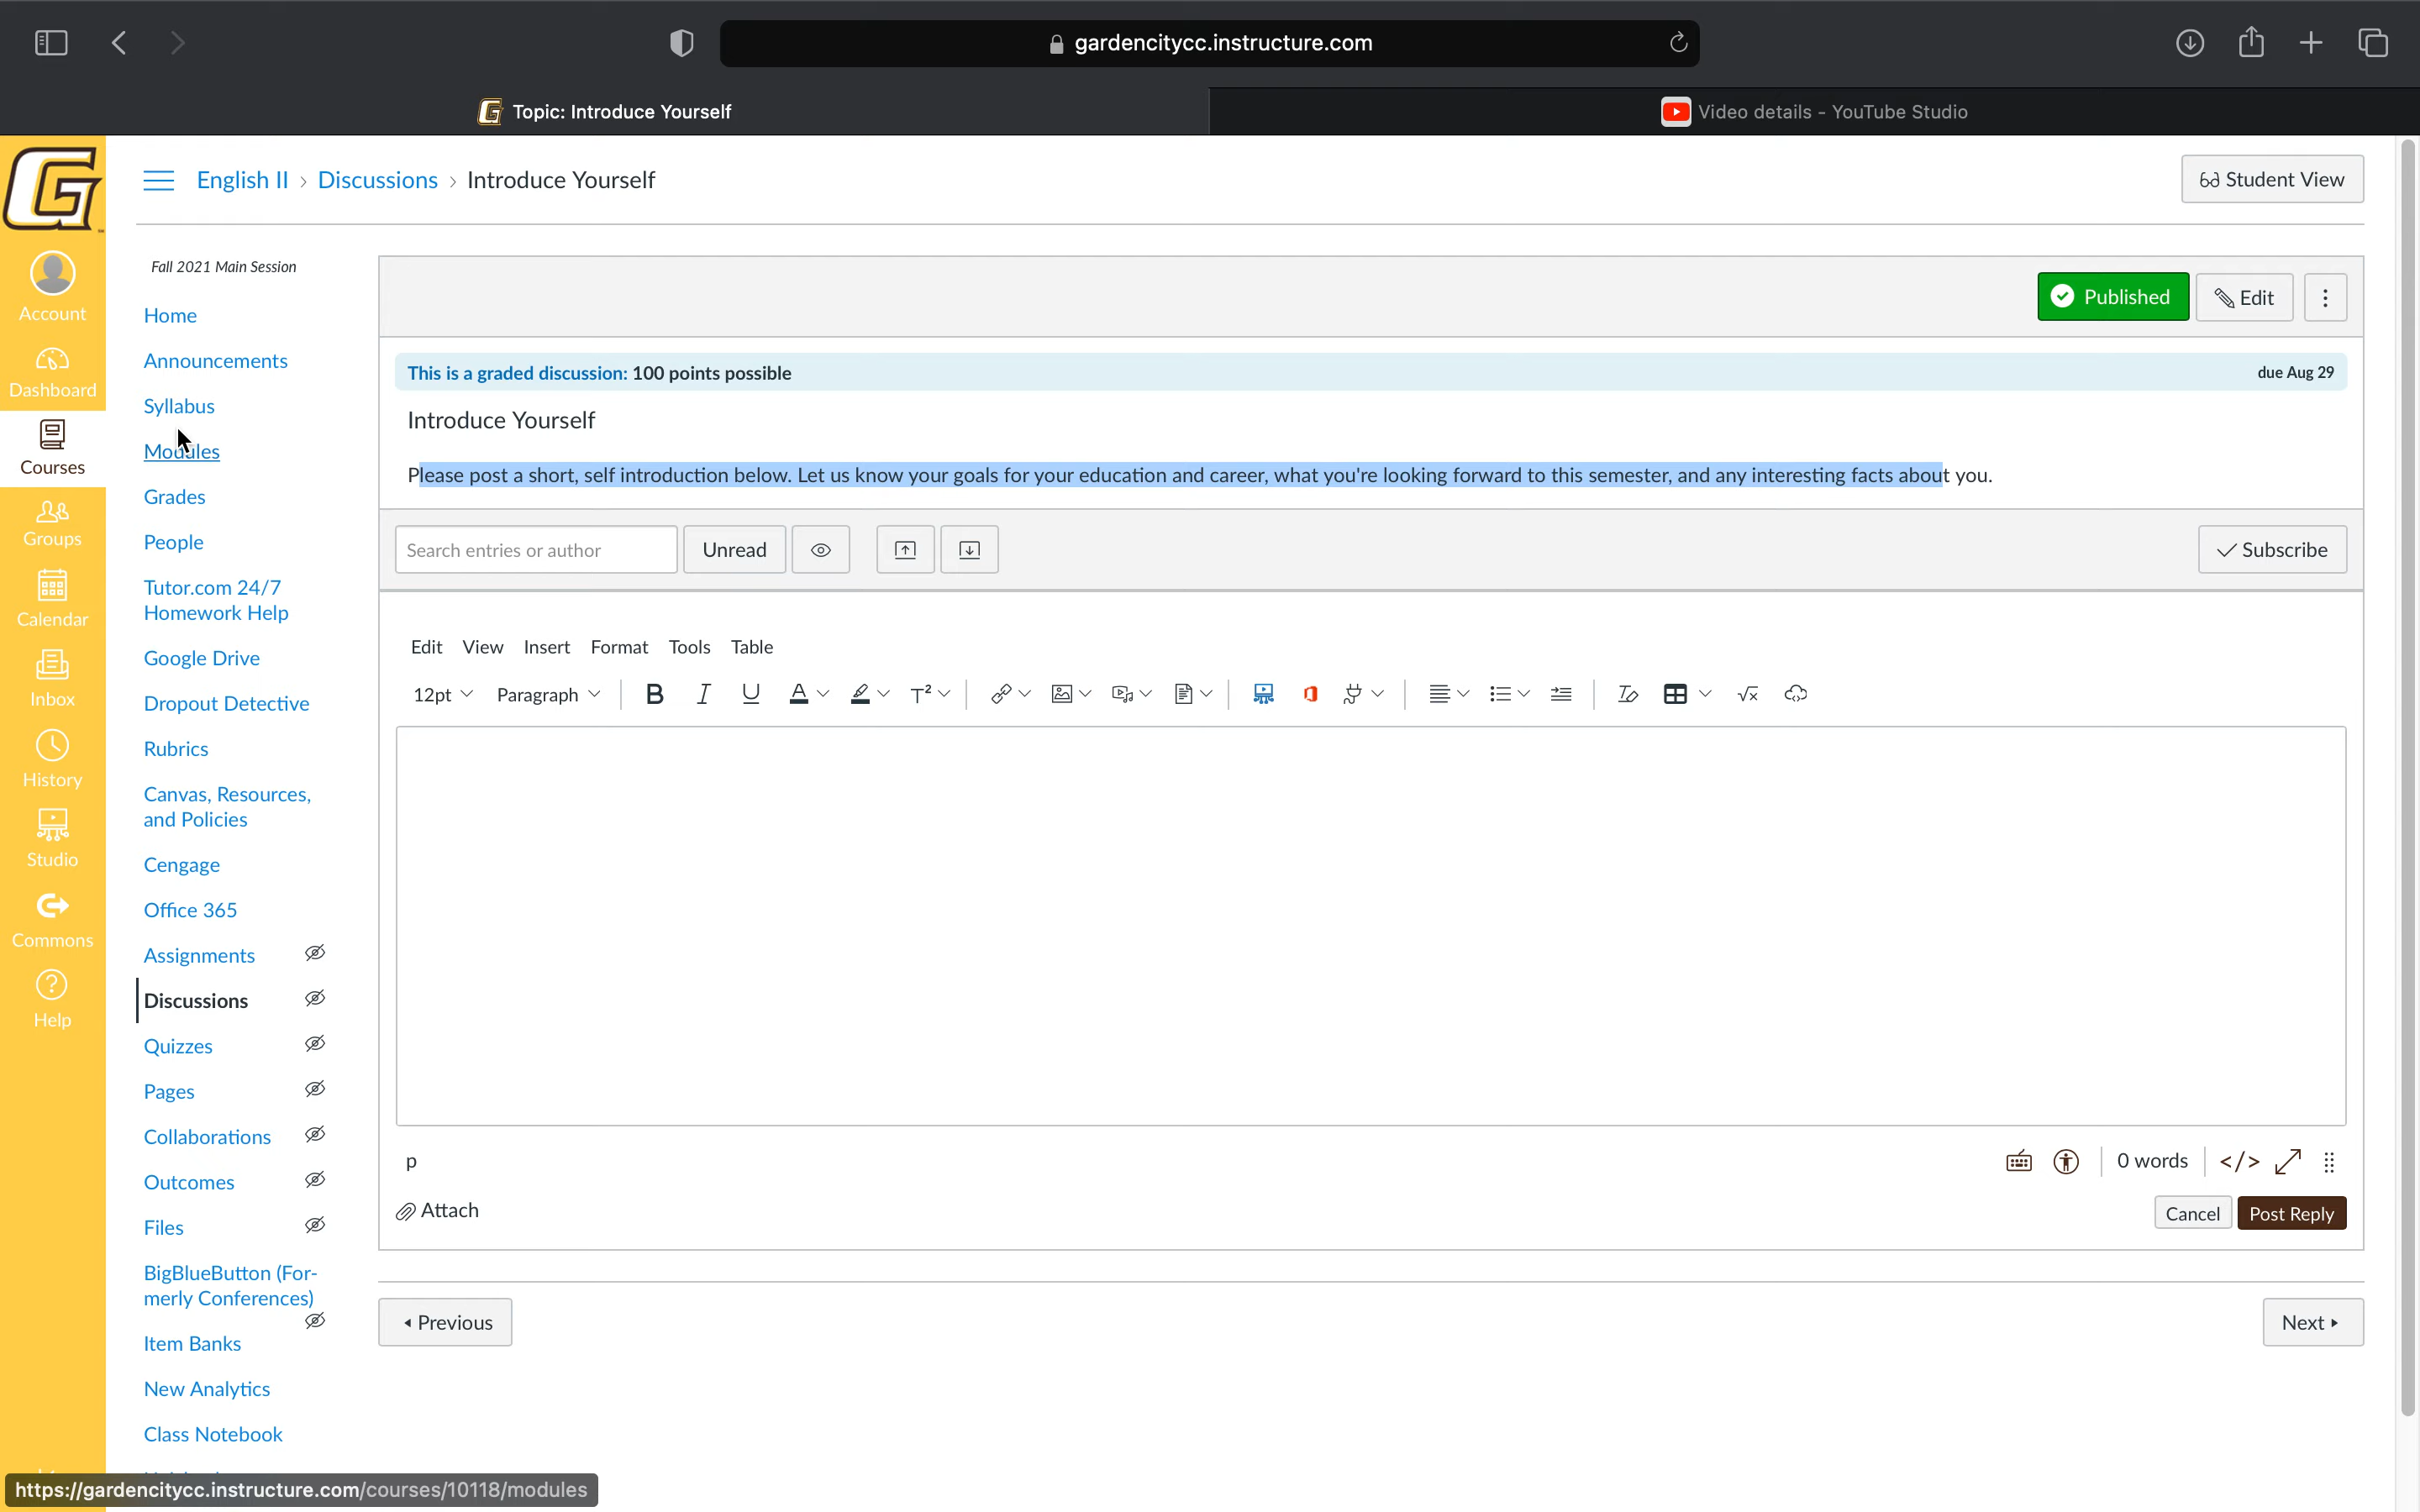 gardencitycc.instructure.com
Topic: Introduce Yourself
Video details - YouTube Studio
English II › Discussions › Introduce Yourself
Student View
Account
Dashboard
Courses
Groups
Calendar
Inbox
History
Studio
Commons
Help
Fall 2021 Main Session
Home
Announcements
Syllabus
Modules
Grades
People
Tutor.com 24/7
Homework Help
Google Drive
Dropout Detective
Rubrics
Canvas, Resources,
and Policies
Cengage
Office 365
Assignments
Discussions
Quizzes
Pages
Collaborations
Outcomes
Files
BigBlueButton (For-
merly Conferences)
Item Banks
New Analytics
Class Notebook
Published
Edit
This is a graded discussion: 100 points possible
due Aug 29
Introduce Yourself
Please post a short, self introduction below. Let us know your goals for your education and career, what you're looking forward to this semester, and any interesting facts about you.
Search entries or author
Unread
Subscribe
Edit View Insert Format Tools Table
12pt Paragraph
p
0 words
</>
Attach
Cancel
Post Reply
Previous
Next
https://gardencitycc.instructure.com/courses/10118/modules